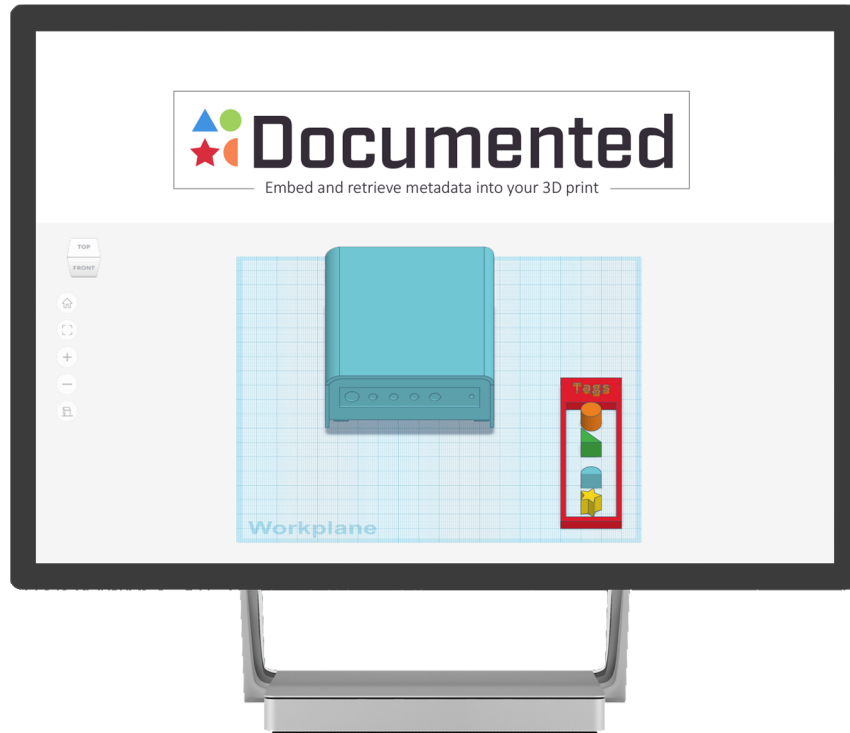 Documented
Embed and retrieve metadata into your 3D print
TOP
FRONT
Tags
Workplane